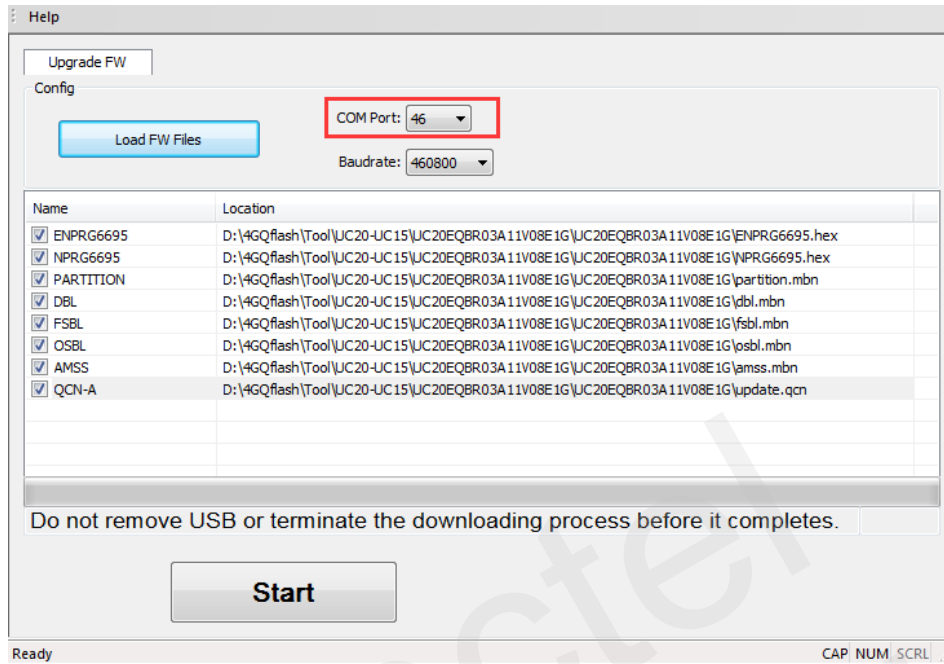 Help
Upgrade FW
Config
Load FW Files
COM Port: 46
Baudrate: 460800
Name Location
ENPRG6695 D:\4GQflash\Tool\UC20-UC15\UC20EQBR03A11V08E1G\UC20EQBR03A11V08E1G\ENPRG6695.hex
NPRG6695 D:\4GQflash\Tool\UC20-UC15\UC20EQBR03A11V08E1G\UC20EQBR03A11V08E1G\NPRG6695.hex
PARTITION D:\4GQflash\Tool\UC20-UC15\UC20EQBR03A11V08E1G\UC20EQBR03A11V08E1G\partition.mbn
DBL D:\4GQflash\Tool\UC20-UC15\UC20EQBR03A11V08E1G\UC20EQBR03A11V08E1G\dbl.mbn
FSBL D:\4GQflash\Tool\UC20-UC15\UC20EQBR03A11V08E1G\UC20EQBR03A11V08E1G\fsbl.mbn
OSBL D:\4GQflash\Tool\UC20-UC15\UC20EQBR03A11V08E1G\UC20EQBR03A11V08E1G\osbl.mbn
AMSS D:\4GQflash\Tool\UC20-UC15\UC20EQBR03A11V08E1G\UC20EQBR03A11V08E1G\amss.mbn
QCN-A D:\4GQflash\Tool\UC20-UC15\UC20EQBR03A11V08E1G\UC20EQBR03A11V08E1G\update.qcn
Do not remove USB or terminate the downloading process before it completes.
Start
Ready CAP NUM SCRL